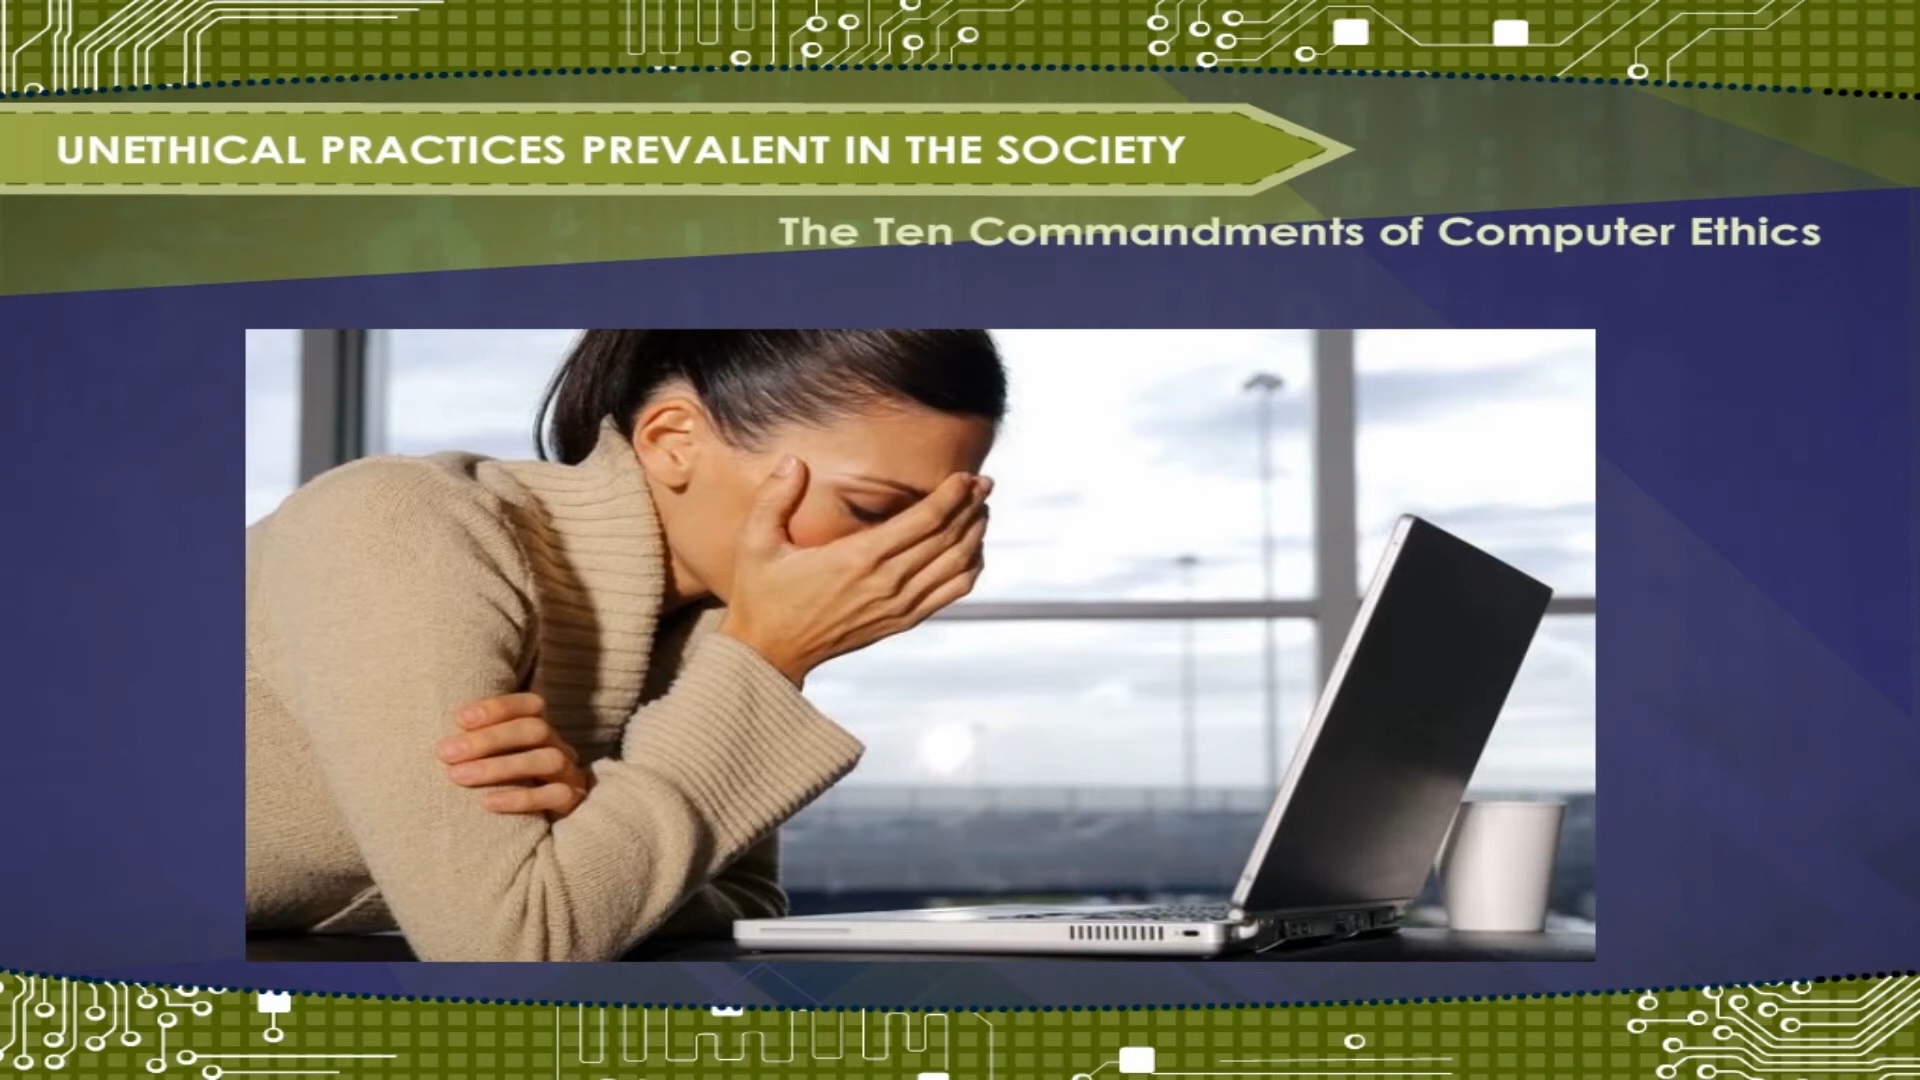 UNETHICAL PRACTICES PREVALENT IN THE SOCIETY
The Ten Commandments of Computer Ethics